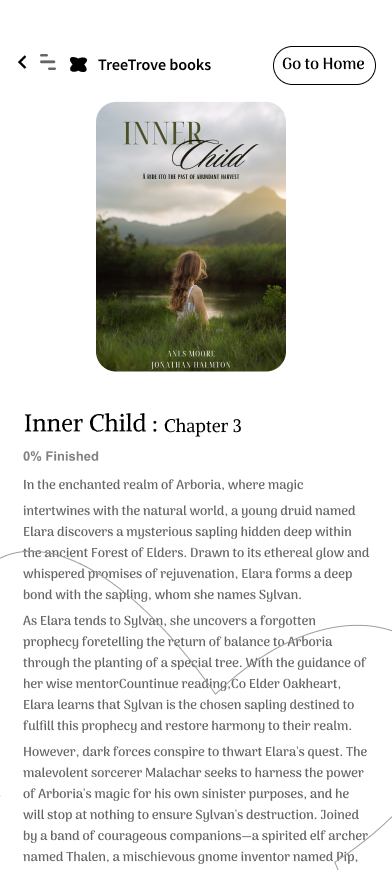 TreeTrove books
Go to Home
INNER
Child
A RIDE ITO THE PAST OF ABUNDANT HARVEST
ANES MOORE
JONATHAN HALMTON
Inner Child : Chapter 3
0% Finished
In the enchanted realm of Arboria, where magic
intertwines with the natural world, a young druid named
Elara discovers a mysterious sapling hidden deep within
the ancient Forest of Elders. Drawn to its ethereal glow and
whispered promises of rejuvenation, Elara forms a deep
bond with the sapling, whom she names Sylvan.
As Elara tends to Sylvan, she uncovers a forgotten
prophecy foretelling the return of balance to Arboria
through the planting of a special tree. With the guidance of
her wise mentorCountinue reading,Co Elder Oakheart,
Elara learns that Sylvan is the chosen sapling destined to
fulfill this prophecy and restore harmony to their realm.
However, dark forces conspire to thwart Elara's quest. The
malevolent sorcerer Malachar seeks to harness the power
of Arboria's magic for his own sinister purposes, and he
will stop at nothing to ensure Sylvan's destruction. Joined
by a band of courageous companions—a spirited elf archer
named Thalen, a mischievous gnome inventor named Pip,